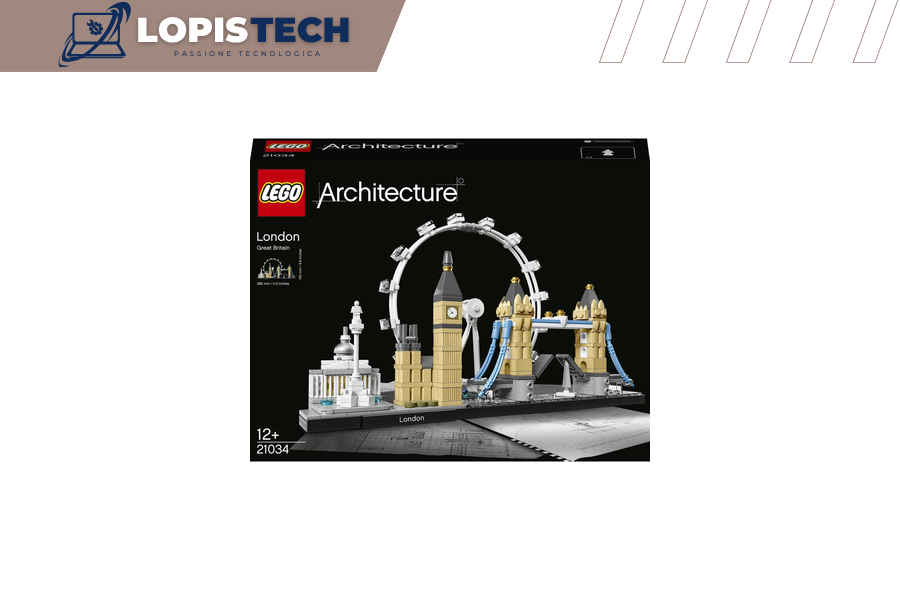 LOPISTECH
PASSIONE TECNOLOGICA
LEGO Architecture
21034
LEGO Architecture
London
Great Britain
London
12+
21034